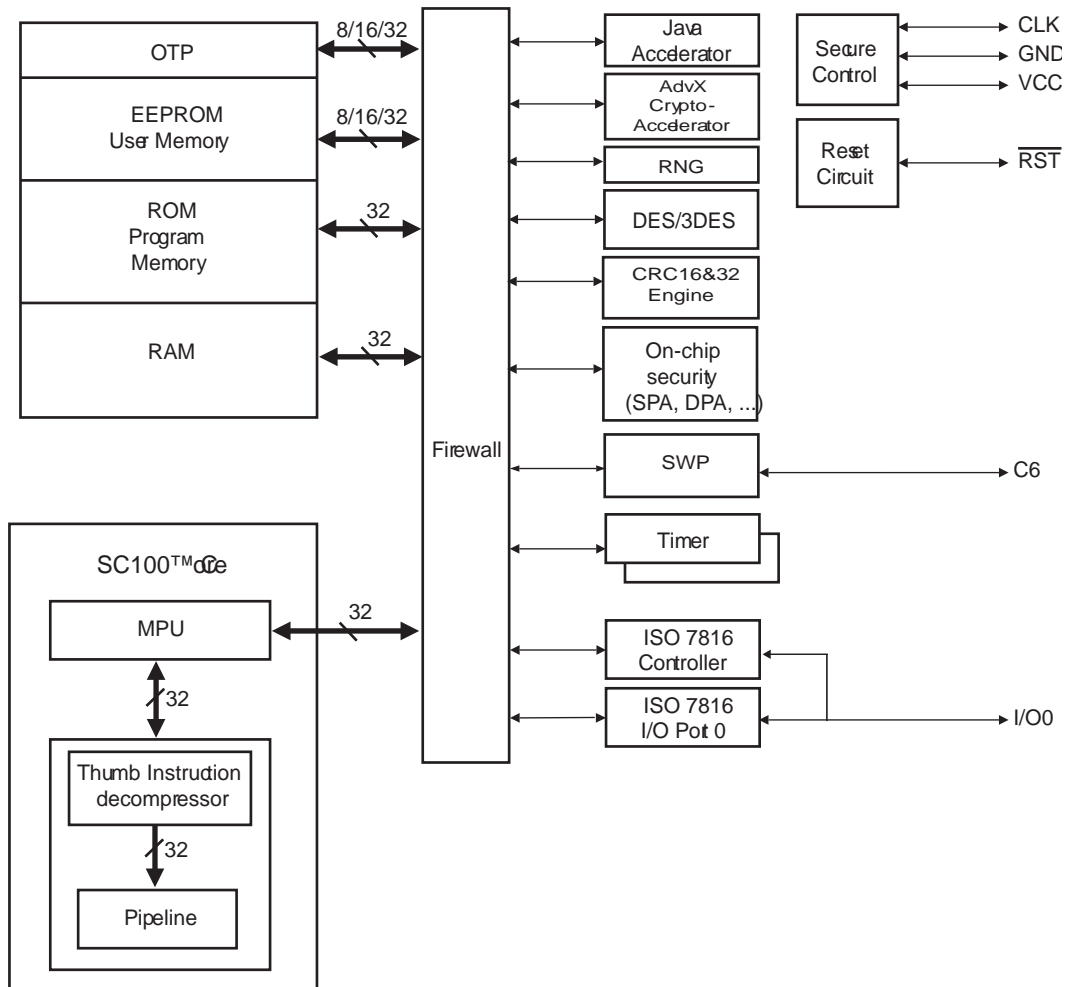 OTP
8/16/32
EEPROM
User Memory
8/16/32
ROM
Program
Memory
32
RAM
32
SC100™ Core
MPU
32
32
Thumb Instruction
decompressor
32
Pipeline
Firewall
Java
Accelerator
AdvX
Crypto-
Accelerator
RNG
DES/3DES
CRC16&32
Engine
On-chip
security
(SPA, DPA, ...)
SWP
C6
Timer
ISO 7816
Controller
ISO 7816
I/O Port 0
I/O0
Secure
Control
CLK
GND
VCC
Reset
Circuit
RST